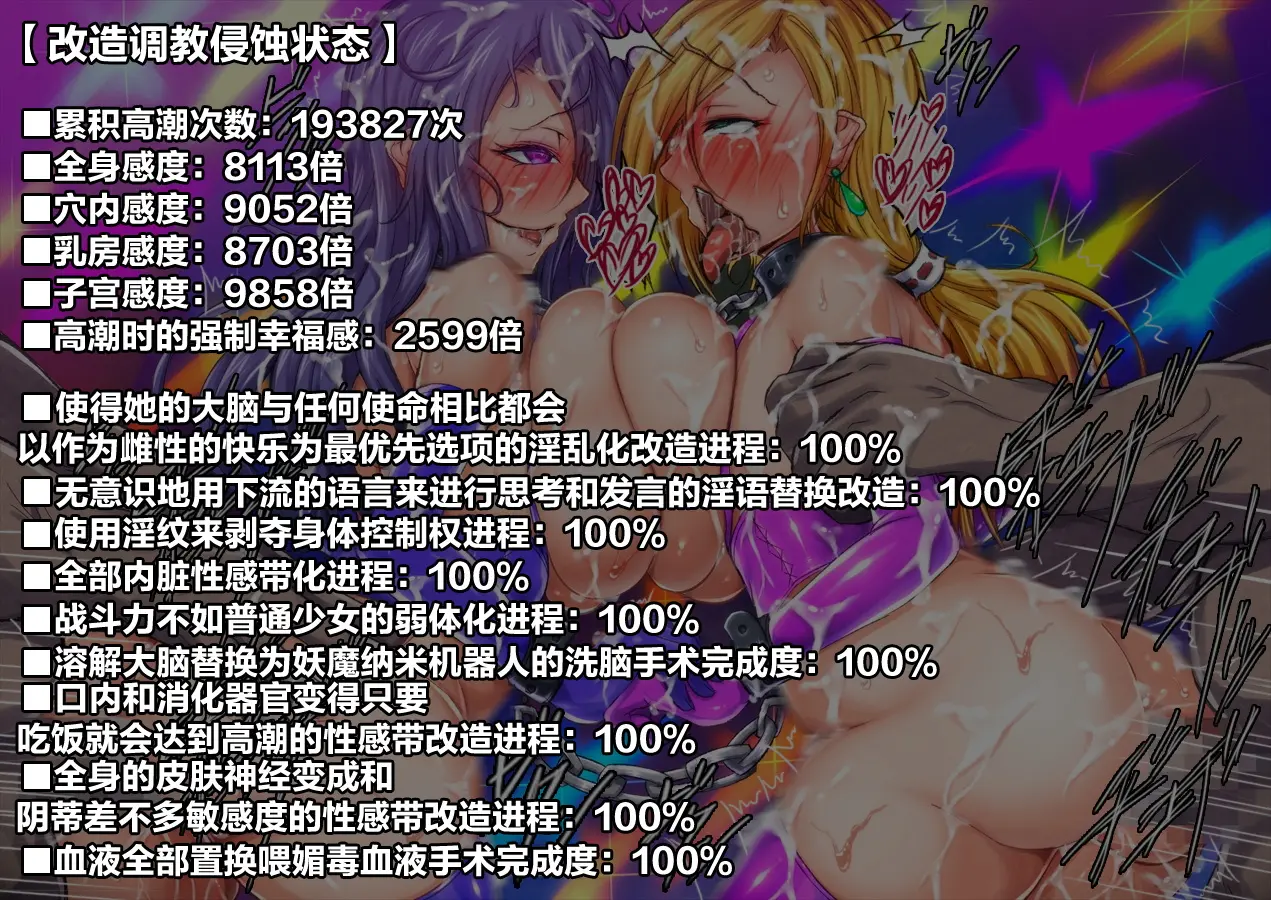 【改造调教侵蚀状态】
■累积高潮次数：193827次
■全身感度：8113倍
■穴内感度：9052倍
■乳房感度：8703倍
■子宫感度：9858倍
■高潮时的强制幸福感：2599倍
■使得她的大脑与任何使命相比都会
以作为雌性的快乐为最优先选项的淫乱化改造进程：100%
■无意识地用下流的语言来进行思考和发言的淫语替换改造：100%
■使用淫纹来剥夺身体控制权进程：100%
■全部内脏性感带化进程：100%
■战斗力不如普通少女的弱体化进程：100%
■溶解大脑替换为妖魔纳米机器人的洗脑手术完成度：100%
■口内和消化器官变得只要
吃饭就会达到高潮的性感带改造进程：100%
■全身的皮肤神经变成和
阴蒂差不多敏感度的性感带改造进程：100%
■血液全部置换喂媚毒血液手术完成度：100%